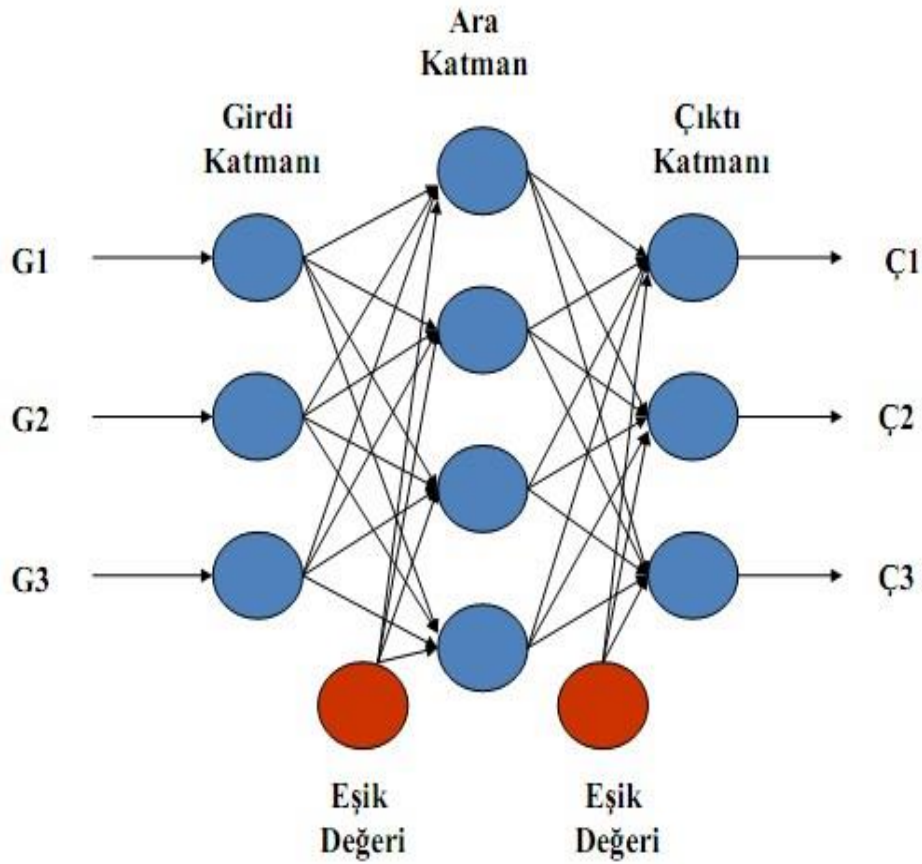 Ara
Katman
Girdi
Katmanı
Çıktı
Katmanı
G1
Ç1
G2
Ç2
G3
Ç3
Eşik
Değeri
Eşik
Değeri